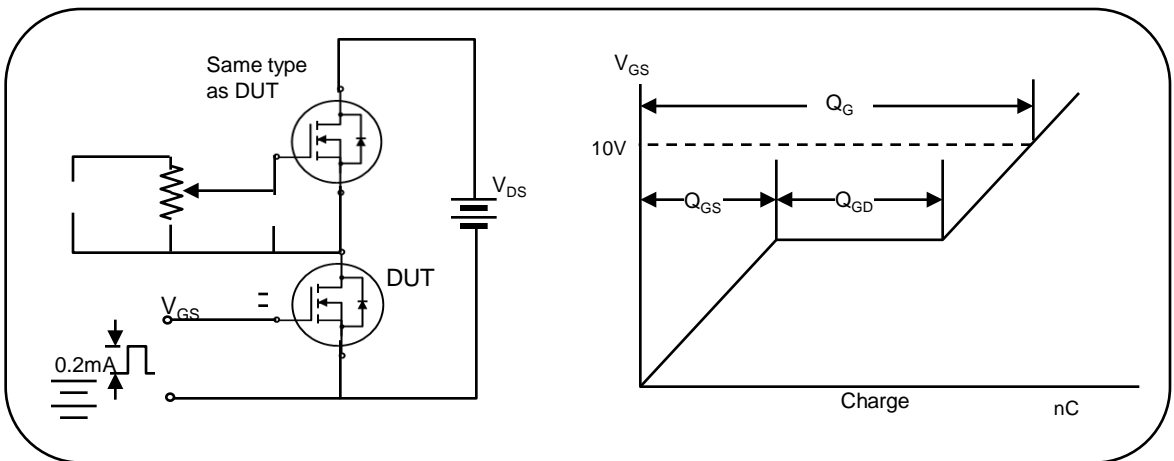 Same type
as DUT
V_DS
DUT
V_GS
0.2mA
V_GS
Q_G
10V
Q_GS
Q_GD
Charge
nC